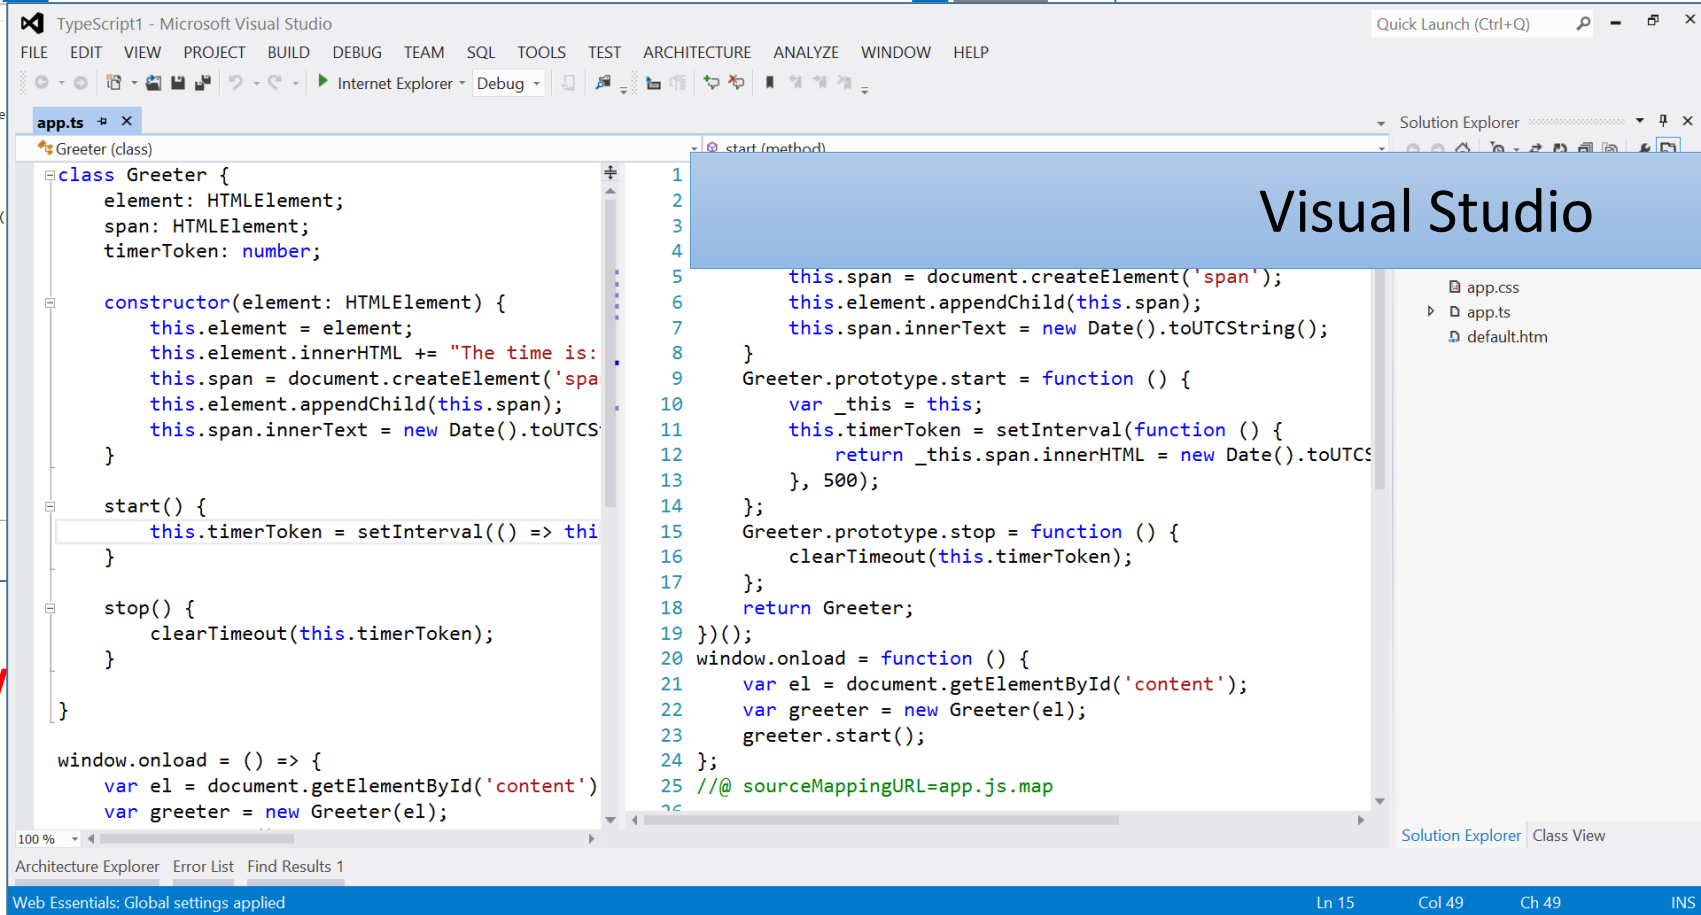 TypeScript1 - Microsoft Visual Studio
Quick Launch (Ctrl+Q)
FILE EDIT VIEW PROJECT BUILD DEBUG TEAM SQL TOOLS TEST ARCHITECTURE ANALYZE WINDOW HELP
Internet Explorer Debug
app.ts
Solution Explorer
Greeter (class)
start (method)
Visual Studio
class Greeter {
    element: HTMLElement;
    span: HTMLElement;
    timerToken: number;
    constructor(element: HTMLElement) {
        this.element = element;
        this.element.innerHTML += "The time is:
        this.span = document.createElement('spa
        this.element.appendChild(this.span);
        this.span.innerText = new Date().toUTCS
    }
    start() {
        this.timerToken = setInterval(() => thi
    }
    stop() {
        clearTimeout(this.timerToken);
    }
}
window.onload = () => {
    var el = document.getElementById('content')
    var greeter = new Greeter(el);
1
2
3
4
5 this.span = document.createElement('span');
6 this.element.appendChild(this.span);
7 this.span.innerText = new Date().toUTCString();
8 }
9 Greeter.prototype.start = function () {
10 var _this = this;
11 this.timerToken = setInterval(function () {
12 return _this.span.innerHTML = new Date().toUTCS
13 }, 500);
14 };
15 Greeter.prototype.stop = function () {
16 clearTimeout(this.timerToken);
17 };
18 return Greeter;
19 })();
20 window.onload = function () {
21 var el = document.getElementById('content');
22 var greeter = new Greeter(el);
23 greeter.start();
24 };
25 //@ sourceMappingURL=app.js.map
26
app.css
app.ts
default.htm
100 %
Solution Explorer Class View
Architecture Explorer Error List Find Results 1
Web Essentials: Global settings applied
Ln 15 Col 49 Ch 49 INS